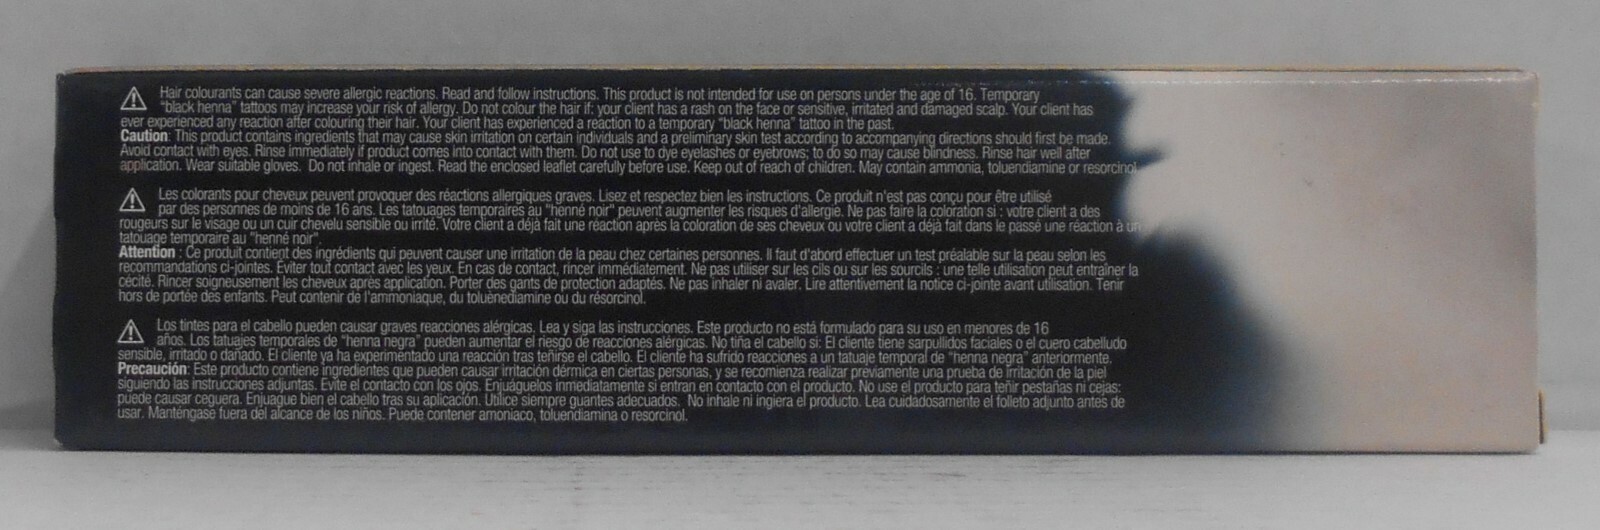 Hair colourants can cause severe allergic reactions. Read and follow instructions. This product is not intended for use on persons under the age of 16. Temporary
"black henna" tattoos may increase your risk of allergy. Do not colour the hair if: your client has a rash on the face or sensitive, irritated and damaged scalp. Your client has
ever experienced any reaction after colouring their hair. Your client has experienced a reaction to a temporary "black henna" tattoo in the past.
Caution: This product contains ingredients that may cause skin irritation on certain individuals and a preliminary skin test according to accompanying directions should first be made.
Avoid contact with eyes. Rinse immediately if product comes into contact with them. Do not use to dye eyelashes or eyebrows; to do so may cause blindness. Rinse hair well after
application. Wear suitable gloves. Do not inhale or ingest. Read the enclosed leaflet carefully before use. Keep out of reach of children. May contain ammonia, toluendiamine or resorcinol.
Les colorants pour cheveux peuvent provoquer des réactions allergiques graves. Lisez et respectez bien les instructions. Ce produit n'est pas conçu pour être utilisé
par des personnes de moins de 16 ans. Les tatouages temporaires au "henné noir" peuvent augmenter les risques d'allergie. Ne pas faire la coloration si : votre client a des
rougeurs sur le visage ou un cuir chevelu sensible ou irrité. Votre client a déjà fait une réaction après la coloration de ses cheveux ou votre client a déjà fait dans le passé une réaction à un
tatouage temporaire au "henné noir".
Attention : Ce produit contient des ingrédients qui peuvent causer une irritation de la peau chez certaines personnes. Il faut d'abord effectuer un test préalable sur la peau selon les
recommandations ci-jointes. Éviter tout contact avec les yeux. En cas de contact, rincer immédiatement. Ne pas utiliser sur les cils ou sur les sourcils : une telle utilisation peut entraîner la
cécité. Rincer soigneusement les cheveux après application. Porter des gants de protection adaptés. Ne pas inhaler ni avaler. Lire attentivement la notice ci-jointe avant utilisation. Tenir
hors de portée des enfants. Peut contenir de l'ammoniaque, du toluènediamine ou du résorcinol.
Los tintes para el cabello pueden causar graves reacciones alérgicas. Lea y siga las instrucciones. Este producto no está formulado para su uso en menores de 16
años. Los tatuajes temporales de "henna negra" pueden aumentar el riesgo de reacciones alérgicas. No tiña el cabello si: El cliente tiene sarpullidos faciales o el cuero cabelludo
sensible, irritado o dañado. El cliente ya ha experimentado una reacción tras teñirse el cabello. El cliente ha sufrido reacciones a un tatuaje temporal de "henna negra" anteriormente.
Precaución: Este producto contiene ingredientes que pueden causar irritación dérmica en ciertas personas, y se recomienza realizar previamente una prueba de irritación de la piel
siguiendo las instrucciones adjuntas. Evite el contacto con los ojos. Enjuáguelos inmediatamente si entran en contacto con el producto. No use el producto para teñir pestañas ni cejas:
puede causar ceguera. Enjuague bien el cabello tras su aplicación. Utilice siempre guantes adecuados. No inhale ni ingiera el producto. Lea cuidadosamente el folleto adjunto antes de
usar. Manténgase fuera del alcance de los niños. Puede contener amoniaco, toluendiamina o resorcinol.